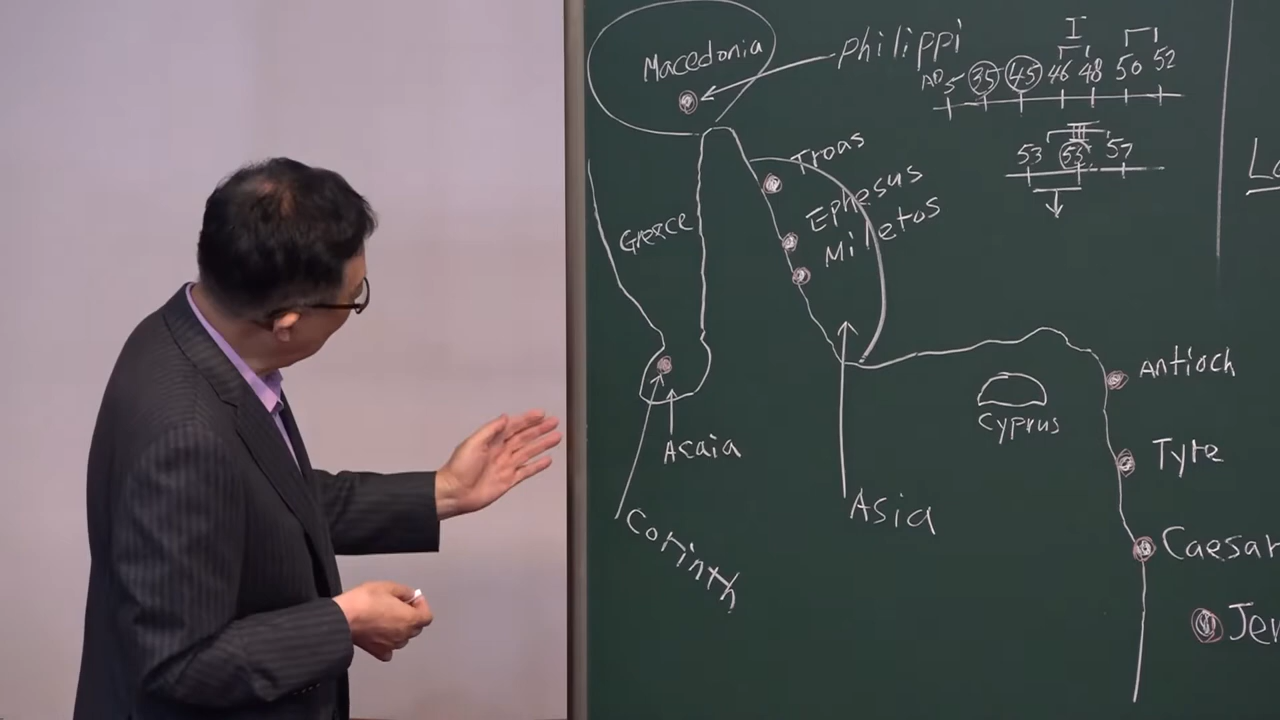 Macedonia
Philippi
I
AD 5 35 45 46 48 50 52
III
53 55 57
Troas
Ephesus
Miletos
Greece
Acaia
Corinth
Asia
Cyprus
Antioch
Tyre
Caesar
Jer
Lo